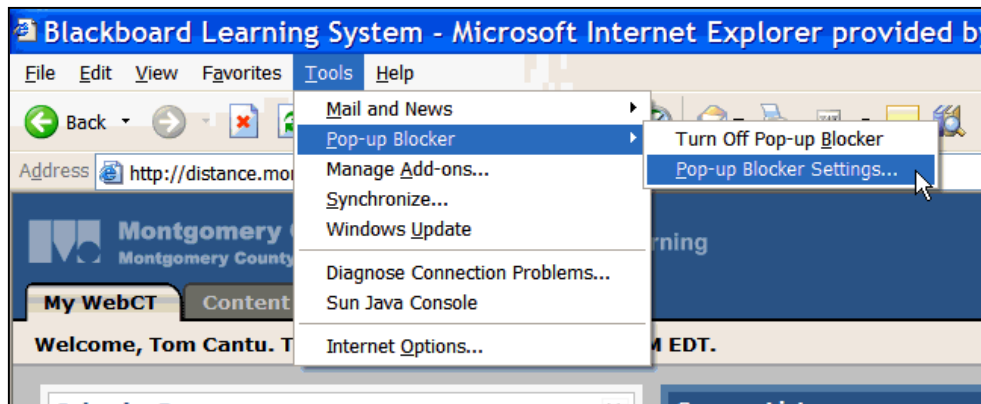 Blackboard Learning System - Microsoft Internet Explorer provided by
File Edit View Favorites Tools Help
Back
Mail and News
Pop-up Blocker
Manage Add-ons...
Synchronize...
Windows Update
Diagnose Connection Problems...
Sun Java Console
Internet Options...
Turn Off Pop-up Blocker
Pop-up Blocker Settings...
Address http://distance.mo
Montgomery
Montgomery County
My WebCT Content
Welcome, Tom Cantu. T
M EDT.